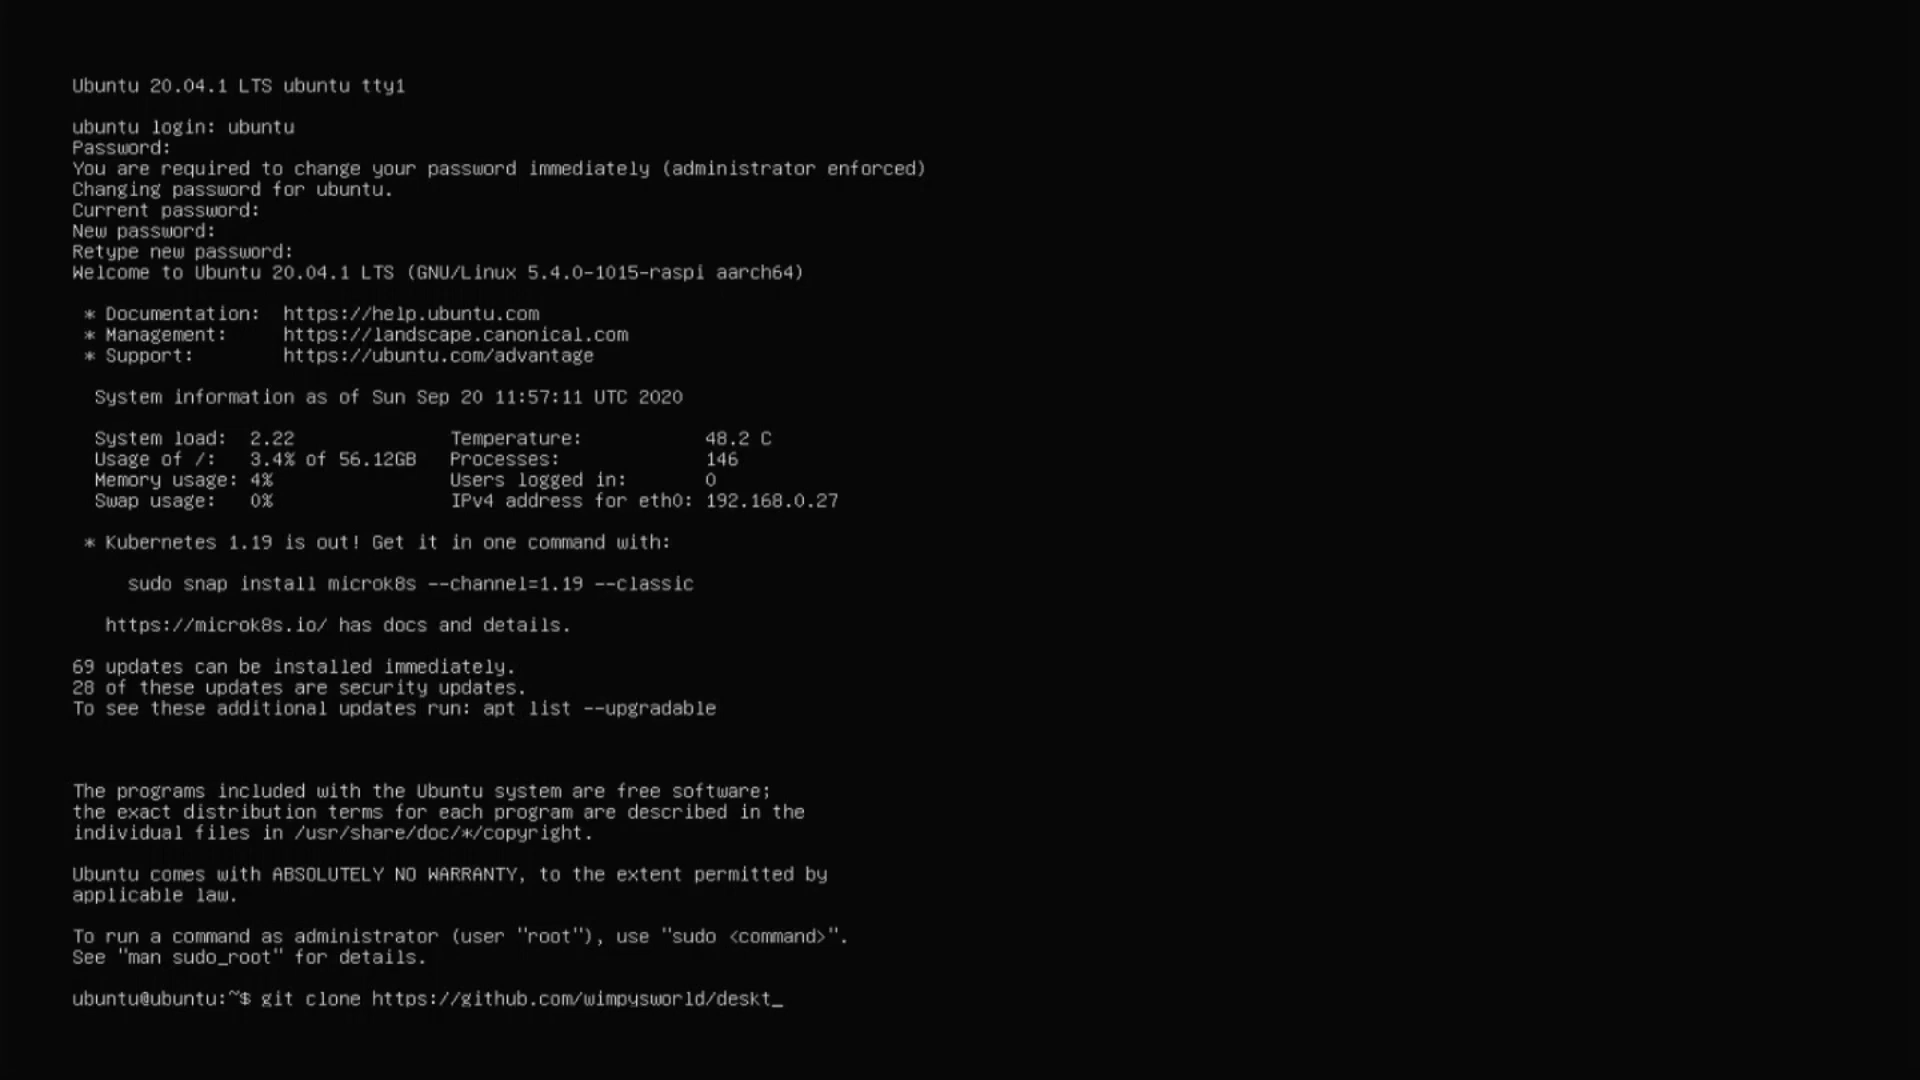 Ubuntu 20.04.1 LTS ubuntu tty1
ubuntu login: ubuntu
Password:
You are required to change your password immediately (administrator enforced)
Changing password for ubuntu.
Current password:
New password:
Retype new password:
Welcome to Ubuntu 20.04.1 LTS (GNU/Linux 5.4.0-1015-raspi aarch64)
* Documentation: https://help.ubuntu.com
* Management: https://landscape.canonical.com
* Support: https://ubuntu.com/advantage
System information as of Sun Sep 20 11:57:11 UTC 2020
System load: 2.22 Temperature: 48.2 C
Usage of /: 3.4% of 56.12GB Processes: 146
Memory usage: 4% Users logged in: 0
Swap usage: 0% IPv4 address for eth0: 192.168.0.27
* Kubernetes 1.19 is out! Get it in one command with:
sudo snap install microk8s --channel=1.19 --classic
https://microk8s.io/ has docs and details.
69 updates can be installed immediately.
28 of these updates are security updates.
To see these additional updates run: apt list --upgradable
The programs included with the Ubuntu system are free software;
the exact distribution terms for each program are described in the
individual files in /usr/share/doc/*/copyright.
Ubuntu comes with ABSOLUTELY NO WARRANTY, to the extent permitted by
applicable law.
To run a command as administrator (user "root"), use "sudo <command>".
See "man sudo_root" for details.
ubuntu@ubuntu:~$ git clone https://github.com/wimpysworld/deskt_